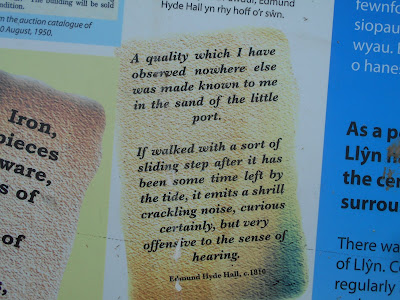 The building will be sold
the auction catalogue of
August, 1950.
Edmund
Hyde Hall yn rhy hoff o'r sŵn.
A quality which I have
observed nowhere else
was made known to me
in the sand of the little
port.
If walked with a sort of
sliding step after it has
been some time left by
the tide, it emits a shrill
crackling noise, curious
certainly, but very
offensive to the sense of
hearing.
Edmund Hyde Hall, c.1810
Iron,
pieces
ware,
s of
of
fewnfo
siopau
wyau.
o hanes
As a p
Llŷn
the cen
surrou
There wa
of Llŷn. C
regularly